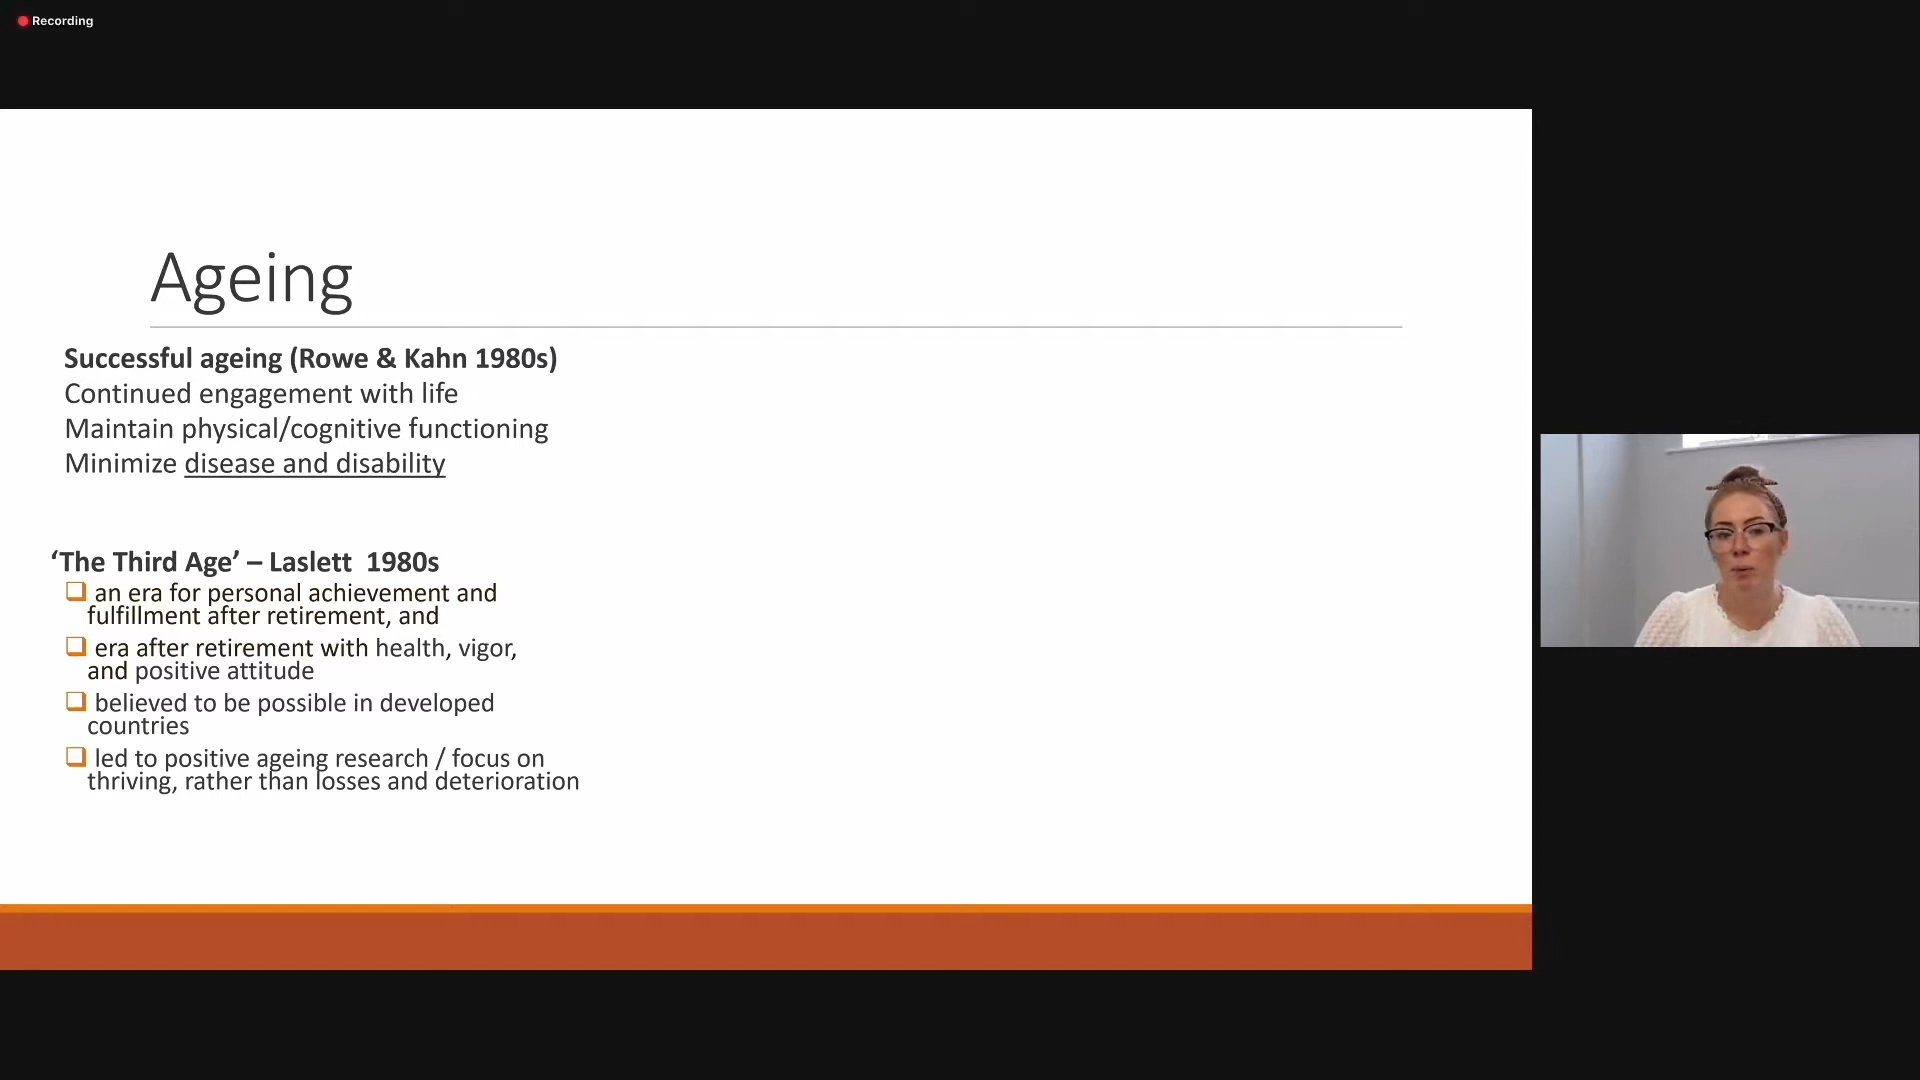 Recording
Ageing
Successful ageing (Rowe & Kahn 1980s)
Continued engagement with life
Maintain physical/cognitive functioning
Minimize disease and disability
‘The Third Age’ – Laslett  1980s
an era for personal achievement and
fulfillment after retirement, and
era after retirement with health, vigor,
and positive attitude
believed to be possible in developed
countries
led to positive ageing research / focus on
thriving, rather than losses and deterioration